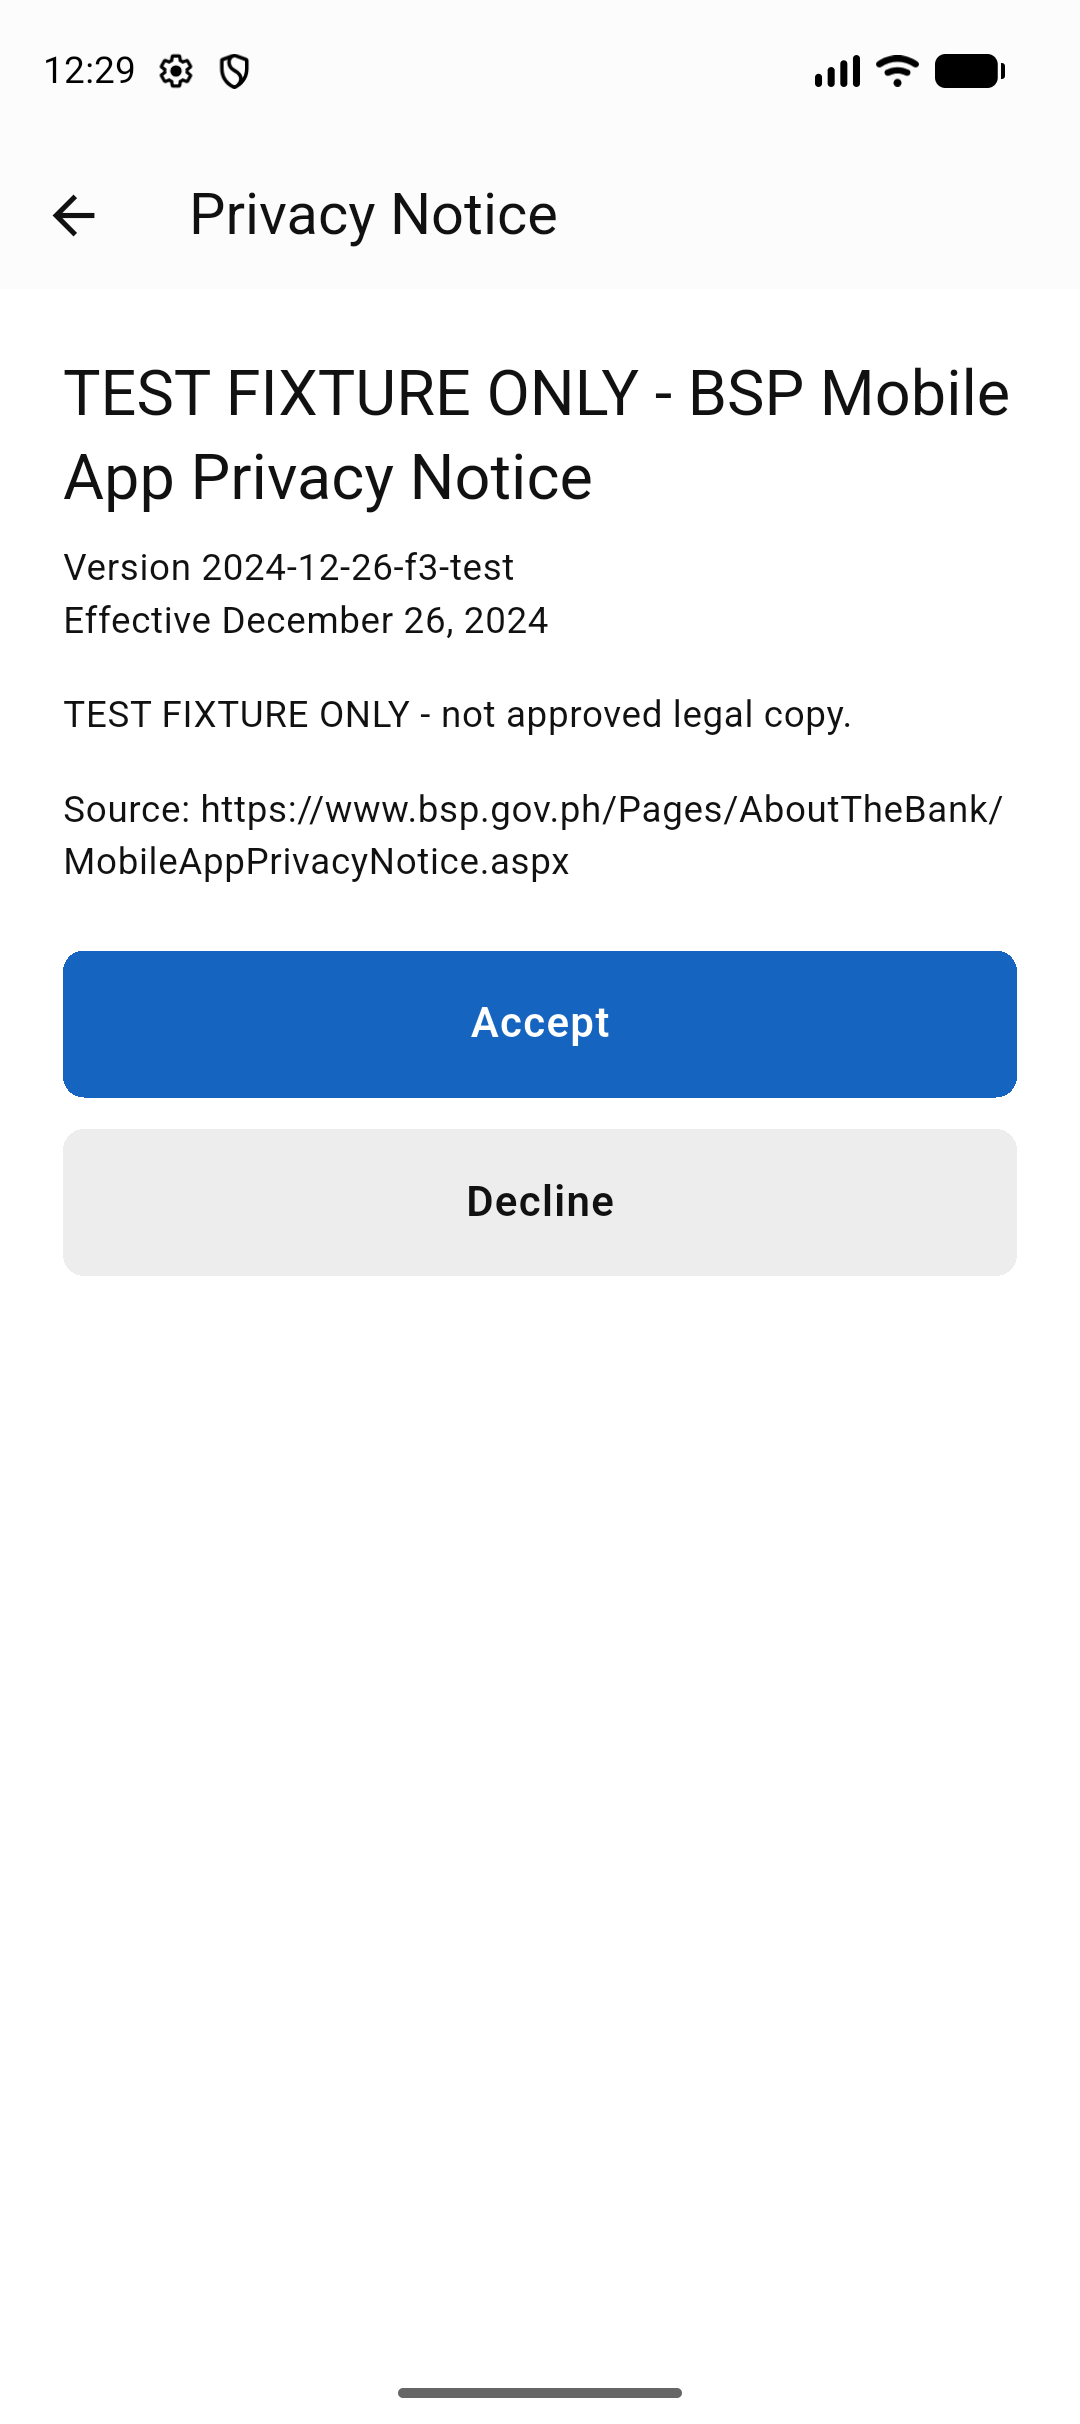 12:29
Privacy Notice
TEST FIXTURE ONLY - BSP Mobile
App Privacy Notice
Version 2024-12-26-f3-test
Effective December 26, 2024
TEST FIXTURE ONLY - not approved legal copy.
Source: https://www.bsp.gov.ph/Pages/AboutTheBank/
MobileAppPrivacyNotice.aspx
Accept
Decline